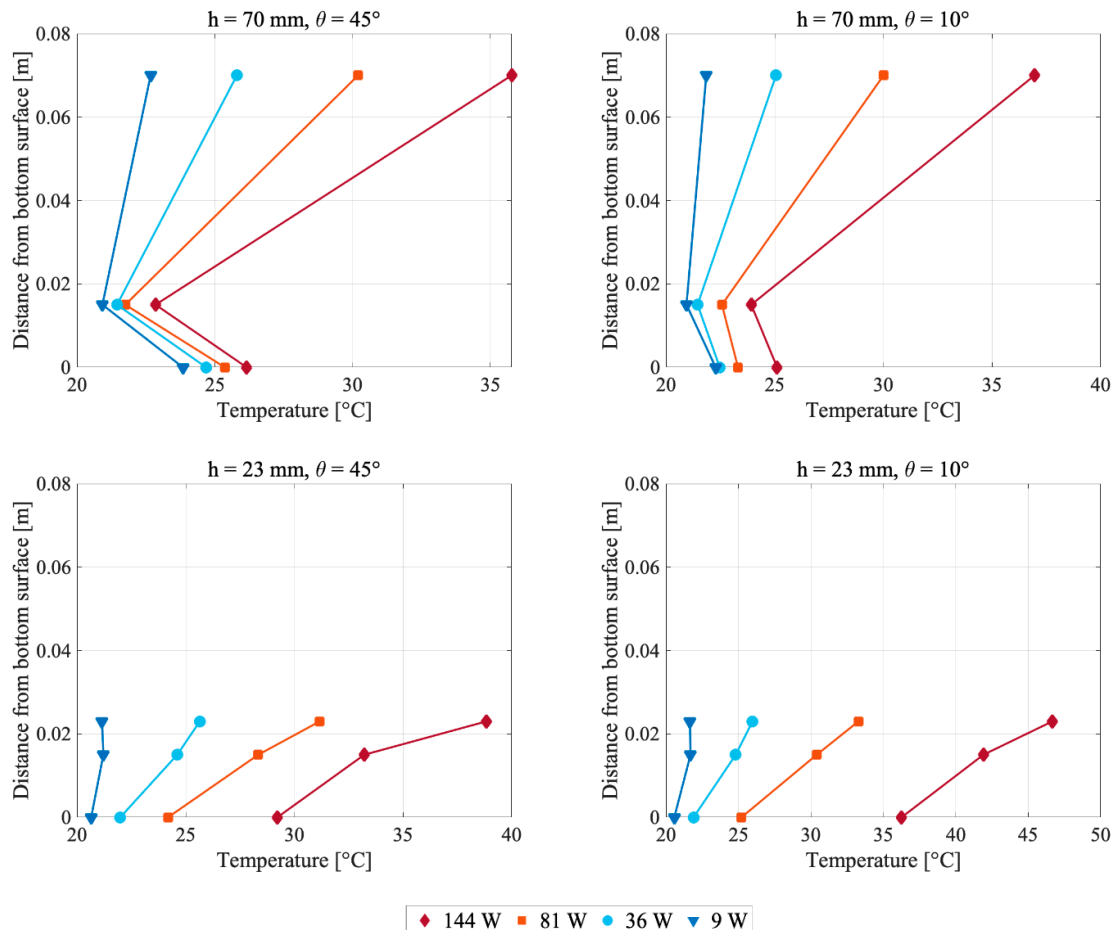 h = 70 mm, θ = 45°
0.08
0.06
0.04
0.02
0
Distance from bottom surface [m]
20 25 30 35
Temperature [°C]
h = 70 mm, θ = 10°
0.08
0.06
0.04
0.02
0
Distance from bottom surface [m]
20 25 30 35 40
Temperature [°C]
h = 23 mm, θ = 45°
0.08
0.06
0.04
0.02
0
Distance from bottom surface [m]
20 25 30 35 40
Temperature [°C]
h = 23 mm, θ = 10°
0.08
0.06
0.04
0.02
0
Distance from bottom surface [m]
20 25 30 35 40 45 50
Temperature [°C]
144 W 81 W 36 W 9 W